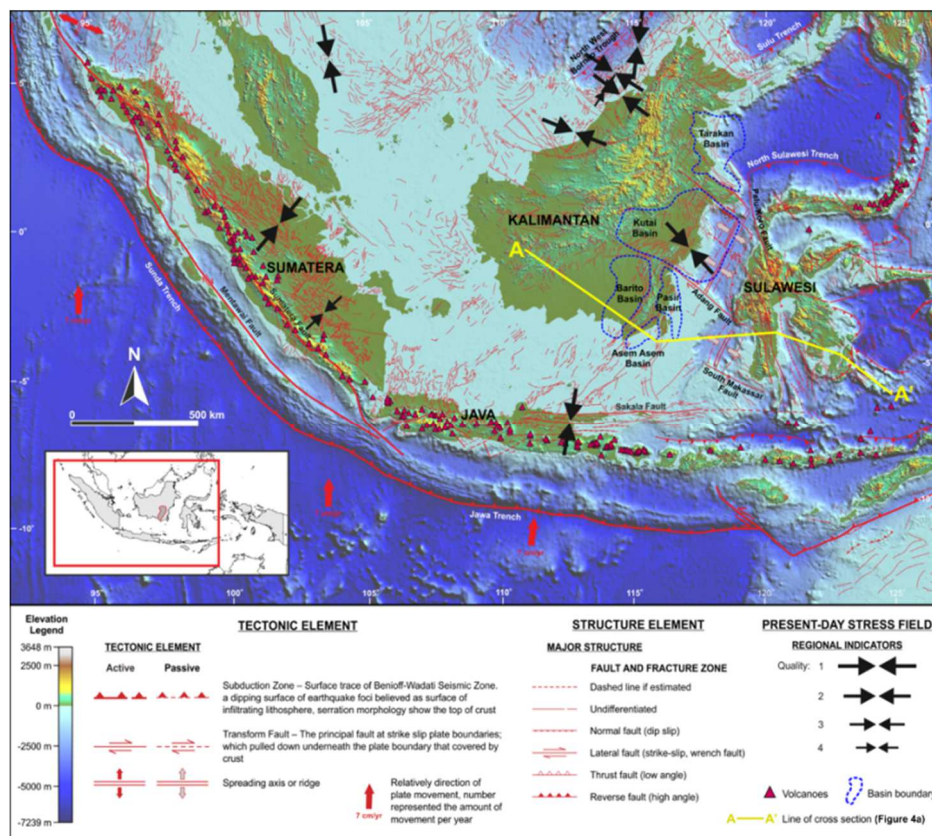 95°
100°
105°
110°
115°
120°
125°
5°
0°
-5°
-10°
North West
Borneo Trough
Sulu Trench
Tarakan
Basin
North Sulawesi Trench
KALIMANTAN
Kutai
Basin
A
SUMATERA
Barito
Basin
Pasir
Basin
Adang Fault
SULAWESI
Sunda Trench
Mentawai Fault
Asem Asem
Basin
South Makassar
Fault
A'
N
0 500 km
JAVA
Sakala Fault
Jawa Trench
7 cm/yr
95°
100°
105°
110°
115°
120°
125°
Elevation
Legend
3648 m
2500 m
0 m
-2500 m
-5000 m
-7239 m
TECTONIC ELEMENT
TECTONIC ELEMENT
Active Passive
Subduction Zone – Surface trace of Benioff-Wadati Seismic Zone.
a dipping surface of earthquake foci believed as surface of
infiltrating lithosphere, serration morphology show the top of crust
Transform Fault – The principal fault at strike slip plate boundaries;
which pulled down underneath the plate boundary that covered by
crust
Spreading axis or ridge
7 cm/yr
Relatively direction of
plate movement, number
represented the amount of
movement per year
STRUCTURE ELEMENT
MAJOR STRUCTURE
FAULT AND FRACTURE ZONE
Dashed line if estimated
Undifferentiated
Normal fault (dip slip)
Lateral fault (strike-slip, wrench fault)
Thrust fault (low angle)
Reverse fault (high angle)
PRESENT-DAY STRESS FIELD
REGIONAL INDICATORS
Quality: 1
2
3
4
Volcanoes
Basin boundary
A A' Line of cross section (Figure 4a)